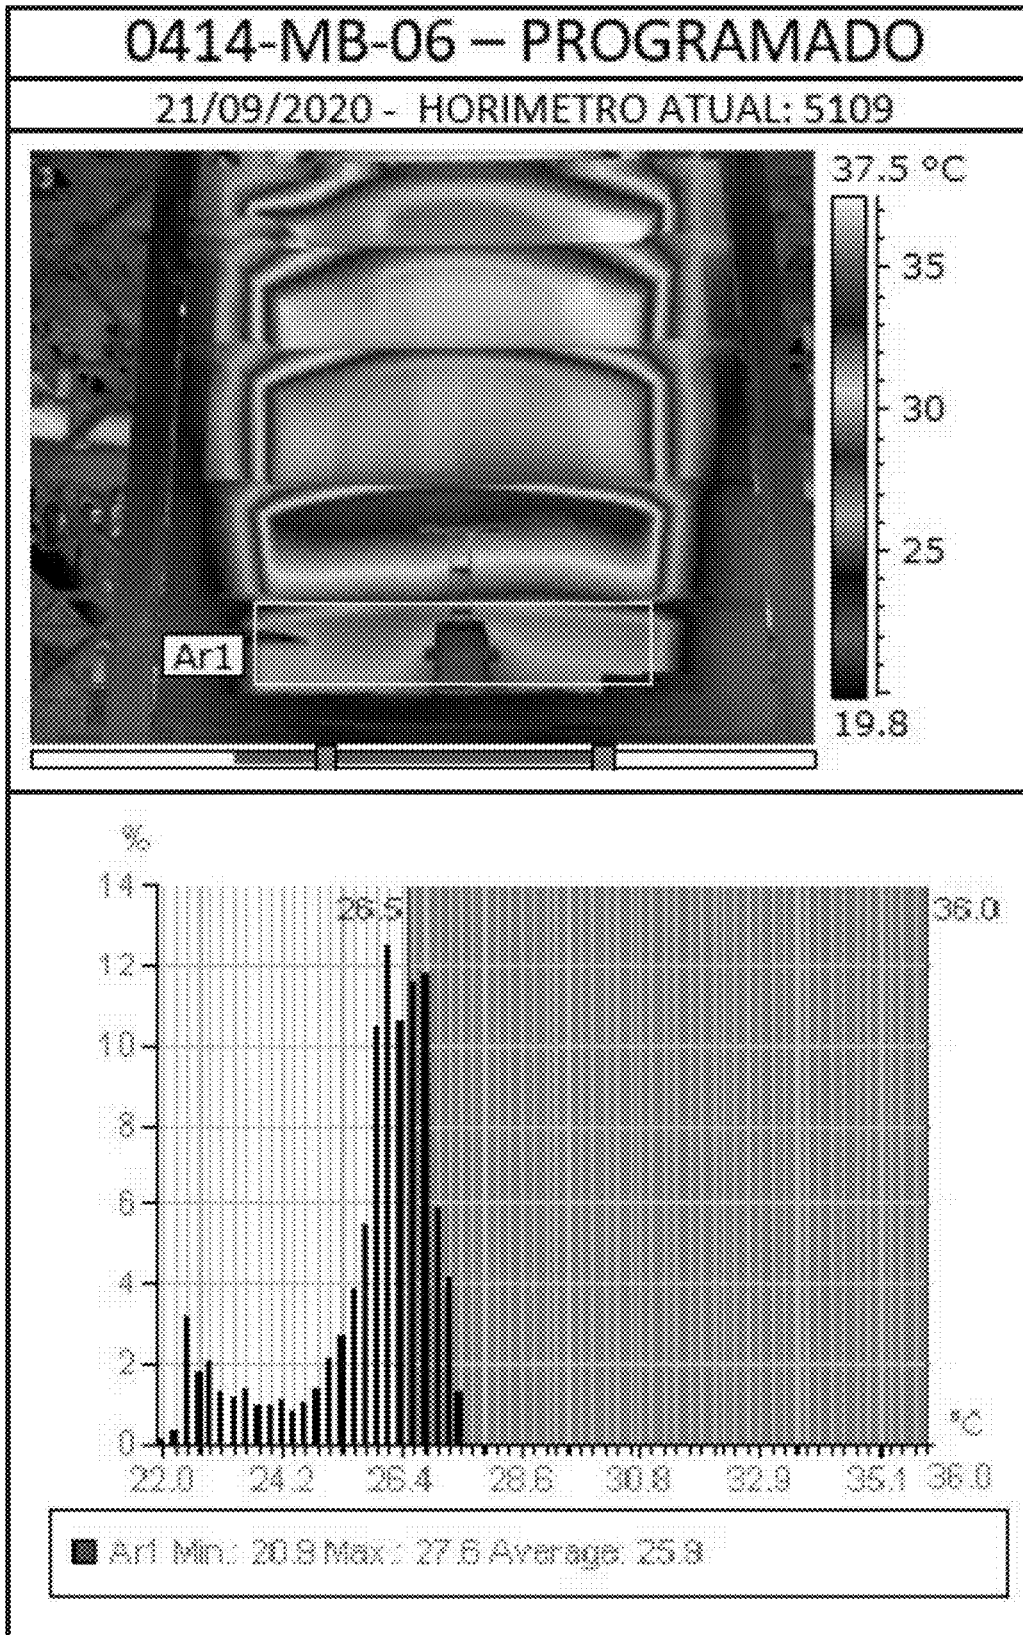 0414-MB-06 – PROGRAMADO
21/09/2020 - HORIMETRO ATUAL: 5109
37.5 °C
35
30
25
19.8
Ar1
%
14
12
10
8
6
4
2
0
26.5
36.0
°C
22.0 24.2 26.4 28.6 30.8 32.9 35.1 36.0
Ar1 Min.: 20.9 Max.: 27.6 Average: 25.9